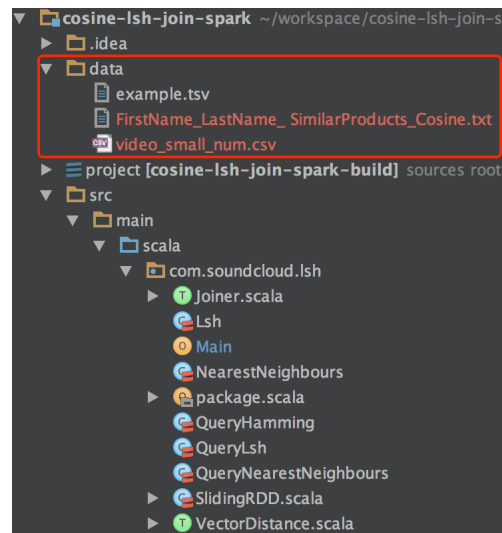 cosine-lsh-join-spark ~/workspace/cosine-lsh-join-s
.idea
data
example.tsv
FirstName_LastName_ SimilarProducts_Cosine.txt
video_small_num.csv
project [cosine-lsh-join-spark-build] sources root
src
main
scala
com.soundcloud.lsh
Joiner.scala
Lsh
Main
NearestNeighbours
package.scala
QueryHamming
QueryLsh
QueryNearestNeighbours
SlidingRDD.scala
VectorDistance.scala